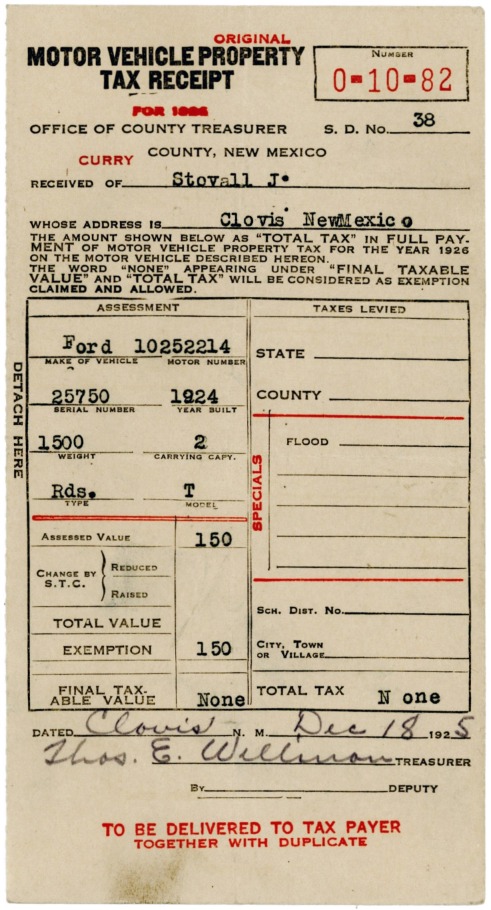 ORIGINAL
MOTOR VEHICLE PROPERTY
TAX RECEIPT
NUMBER
0-10-82
FOR 1926
OFFICE OF COUNTY TREASURER S. D. No. 38
CURRY COUNTY, NEW MEXICO
RECEIVED OF Stovall J.
WHOSE ADDRESS IS Clovis NewMexico
THE AMOUNT SHOWN BELOW AS "TOTAL TAX" IN FULL PAY-
MENT OF MOTOR VEHICLE PROPERTY TAX FOR THE YEAR 1926
ON THE MOTOR VEHICLE DESCRIBED HEREON.
THE WORD "NONE" APPEARING UNDER "FINAL TAXABLE
VALUE" AND "TOTAL TAX" WILL BE CONSIDERED AS EXEMPTION
CLAIMED AND ALLOWED.
DETACH HERE
ASSESSMENT
Ford 10252214
MAKE OF VEHICLE MOTOR NUMBER
25750 1924
SERIAL NUMBER YEAR BUILT
1500 2
WEIGHT CARRYING CAPY.
Rds. T
TYPE MODEL
ASSESSED VALUE 150
CHANGE BY S.T.C. REDUCED
RAISED
TOTAL VALUE
EXEMPTION 150
FINAL TAX-
ABLE VALUE None
TAXES LEVIED
STATE
COUNTY
SPECIALS
FLOOD
SCH. DIST. NO.
CITY, TOWN
OR VILLAGE
TOTAL TAX N one
DATED Clovis N. M. Dec 18 1925
Thos. E. Willmon TREASURER
BY DEPUTY
TO BE DELIVERED TO TAX PAYER
TOGETHER WITH DUPLICATE